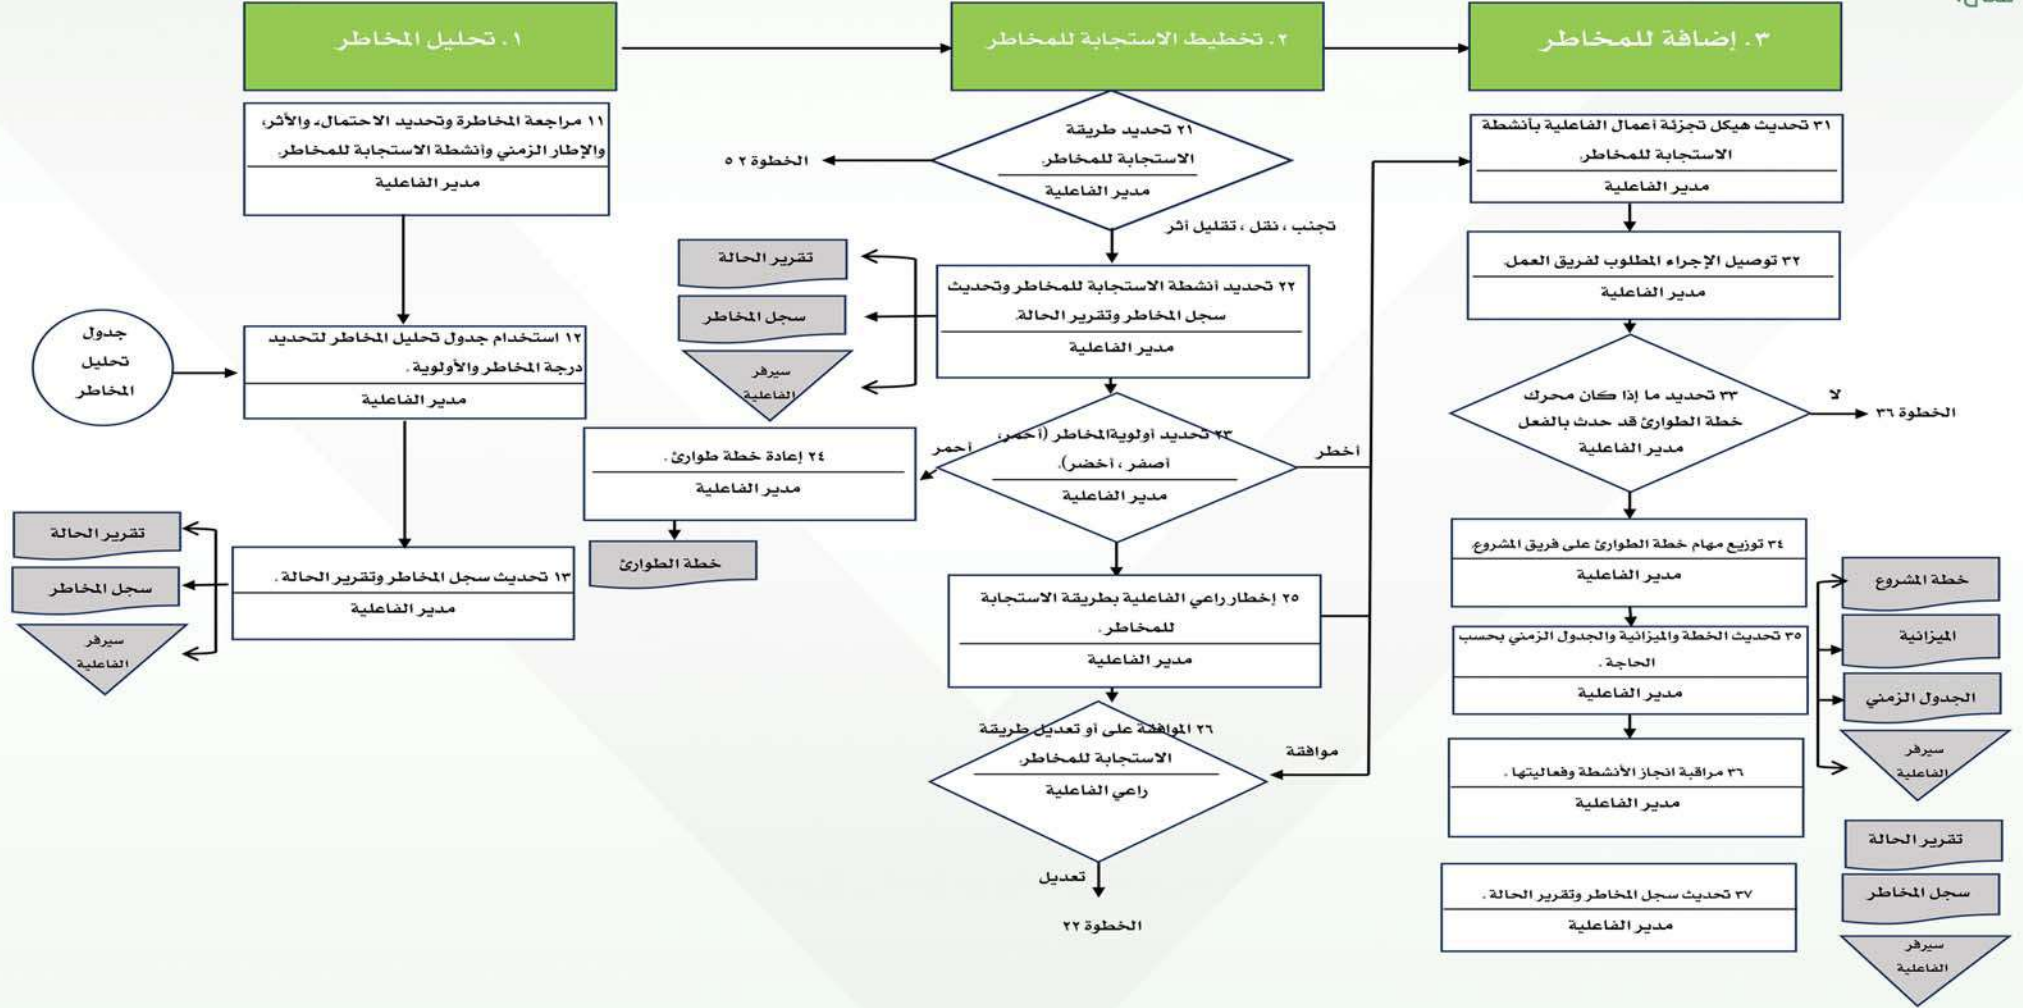 ١. تحليل المخاطر
٢. تخطيط الاستجابة للمخاطر
٣. إضافة للمخاطر
١١ مراجعة المخاطرة وتحديد الاحتمال، والأثر،
والإطار الزمني وأنشطة الاستجابة للمخاطر.
مدير الفاعلية
جدول
تحليل
المخاطر
١٢ استخدام جدول تحليل المخاطر لتحديد
درجة المخاطر والأولوية .
مدير الفاعلية
١٣ تحديث سجل المخاطر وتقرير الحالة .
مدير الفاعلية
تقرير الحالة
سجل المخاطر
سيرفر
الفاعلية
٢١ تحديد طريقة
الاستجابة للمخاطر.
مدير الفاعلية
الخطوة ٢ ٥
تجنب ، نقل ، تقليل أثر
٢٢ تحديد أنشطة الاستجابة للمخاطر وتحديث
سجل المخاطر وتقرير الحالة.
مدير الفاعلية
تقرير الحالة
سجل المخاطر
سيرفر
الفاعلية
٢٣ تحديد أولوية المخاطر (أحمر،
أصفر ، أخضر).
مدير الفاعلية
أحمر
أخطر
٢٤ إعادة خطة طوارئ .
مدير الفاعلية
خطة الطوارئ
٢٥ إخطار راعي الفاعلية بطريقة الاستجابة
للمخاطر .
مدير الفاعلية
٢٦ الموافقة على أو تعديل طريقة
الاستجابة للمخاطر.
راعي الفاعلية
موافقة
تعديل
الخطوة ٢٢
٣١ تحديث هيكل تجزئة أعمال الفاعلية بأنشطة
الاستجابة للمخاطر.
مدير الفاعلية
٣٢ توصيل الإجراء المطلوب لفريق العمل.
مدير الفاعلية
٣٣ تحديد ما إذا كان محرك
خطة الطوارئ قد حدث بالفعل
مدير الفاعلية
لا
الخطوة ٣٦
٣٤ توزيع مهام خطة الطوارئ على فريق المشروع.
مدير الفاعلية
٣٥ تحديث الخطة والميزانية والجدول الزمني بحسب
الحاجة .
مدير الفاعلية
خطة المشروع
الميزانية
الجدول الزمني
سيرفر
الفاعلية
٣٦ مراقبة انجاز الأنشطة وفعاليتها .
مدير الفاعلية
٣٧ تحديث سجل المخاطر وتقرير الحالة .
مدير الفاعلية
تقرير الحالة
سجل المخاطر
سيرفر
الفاعلية